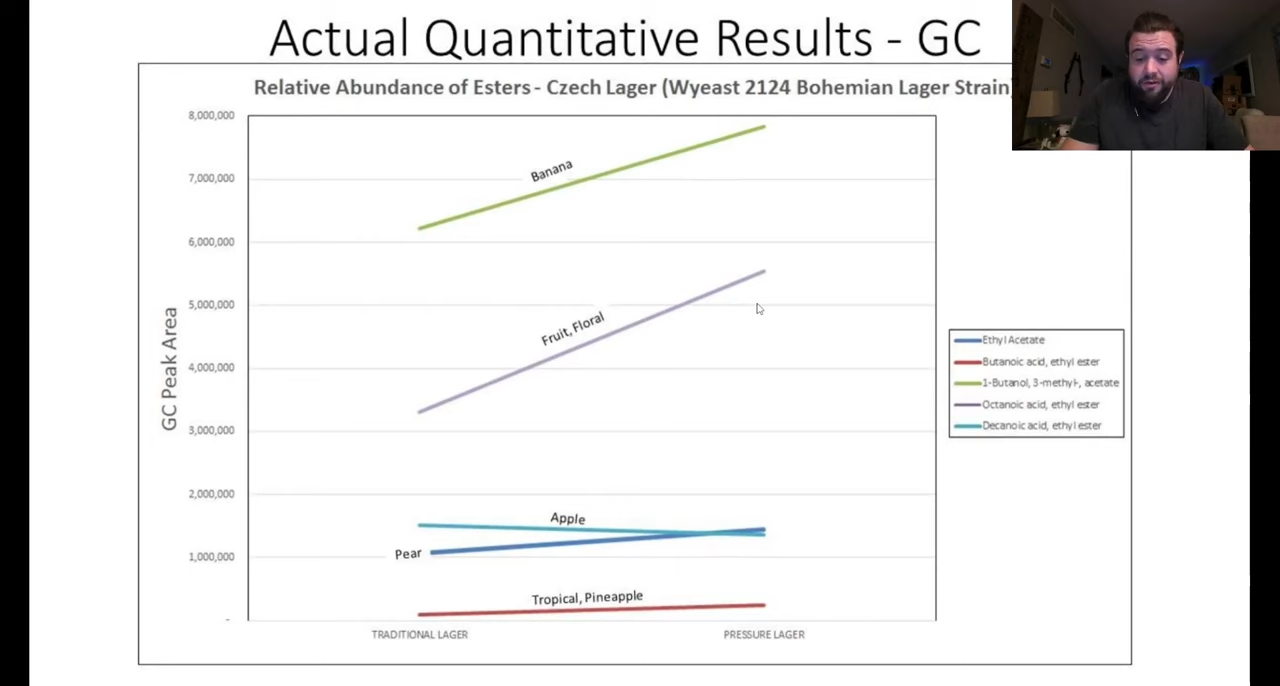 Actual Quantitative Results - GC
Relative Abundance of Esters - Czech Lager (Wyeast 2124 Bohemian Lager Strain)
8,000,000
7,000,000
6,000,000
5,000,000
4,000,000
3,000,000
2,000,000
1,000,000
-
GC Peak Area
Banana
Fruit, Floral
Apple
Pear
Tropical, Pineapple
TRADITIONAL LAGER
PRESSURE LAGER
Ethyl Acetate
Butanoic acid, ethyl ester
1-Butanol, 3-methyl-, acetate
Octanoic acid, ethyl ester
Decanoic acid, ethyl ester